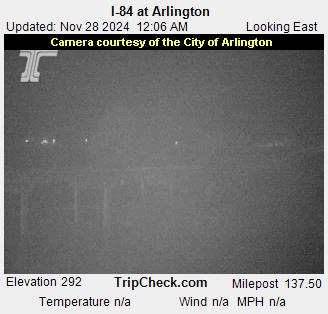 I-84 at Arlington
Updated: Nov 28 2024 12:06 AM Looking East
Camera courtesy of the City of Arlington
Elevation 292 TripCheck.com Milepost 137.50
Temperature n/a Wind n/a MPH n/a